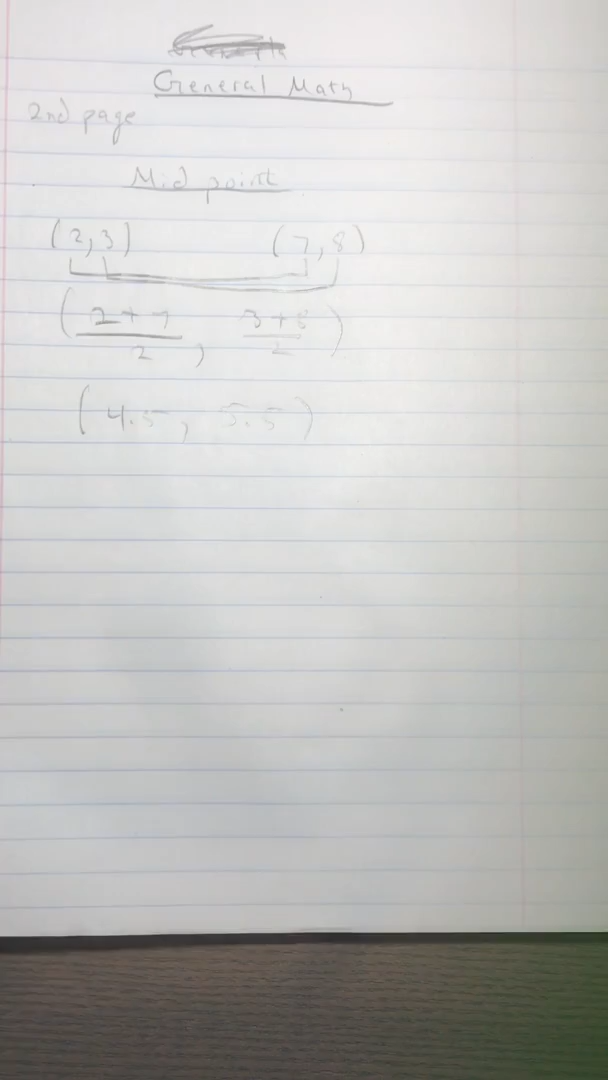 General Math
2nd page
Mid point
(2,3) (7,8)
(2+7/2, 3+8/2)
(4.5, 5.5)